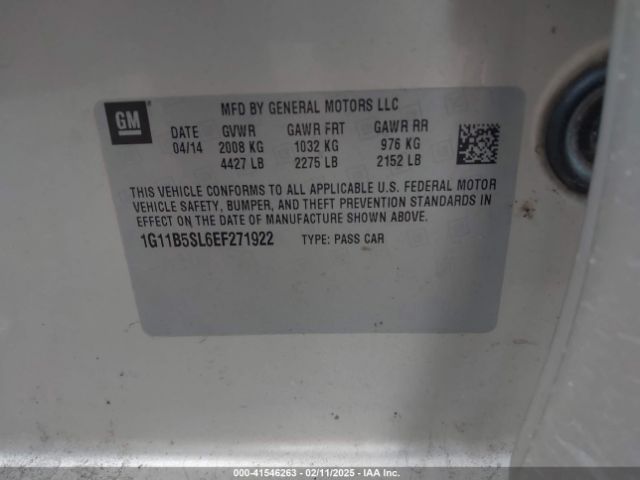 GM
MFD BY GENERAL MOTORS LLC
DATE GVWR GAWR FRT GAWR RR
04/14 2008 KG 1032 KG 976 KG
4427 LB 2275 LB 2152 LB
THIS VEHICLE CONFORMS TO ALL APPLICABLE U.S. FEDERAL MOTOR
VEHICLE SAFETY, BUMPER, AND THEFT PREVENTION STANDARDS IN
EFFECT ON THE DATE OF MANUFACTURE SHOWN ABOVE.
1G11B5SL6EF271922 TYPE: PASS CAR
000-41546263 - 02/11/2025 - IAA Inc.